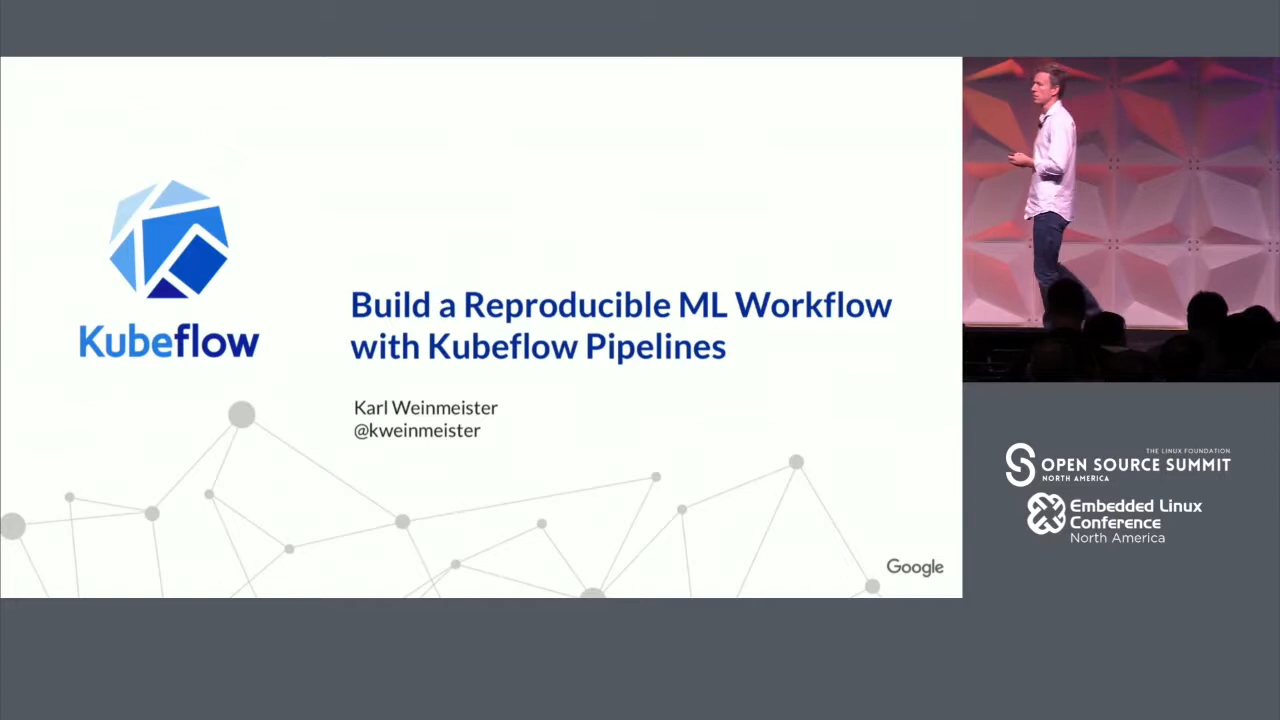 Kubeflow
Build a Reproducible ML Workflow
with Kubeflow Pipelines
Karl Weinmeister
@kweinmeister
Google
THE LINUX FOUNDATION
OPEN SOURCE SUMMIT
NORTH AMERICA
Embedded Linux
Conference
North America